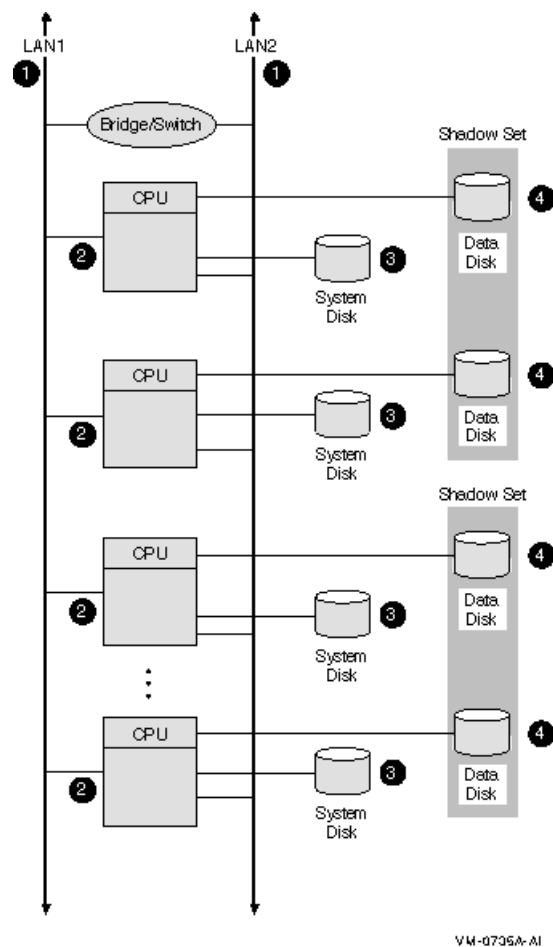 LAN1
LAN2
1
1
Bridge/Switch
Shadow Set
CPU
4
2
3
Data
Disk
System
Disk
CPU
4
2
3
Data
Disk
System
Disk
Shadow Set
CPU
4
2
3
Data
Disk
System
Disk
CPU
4
2
3
Data
Disk
System
Disk
VM-0735A-AI